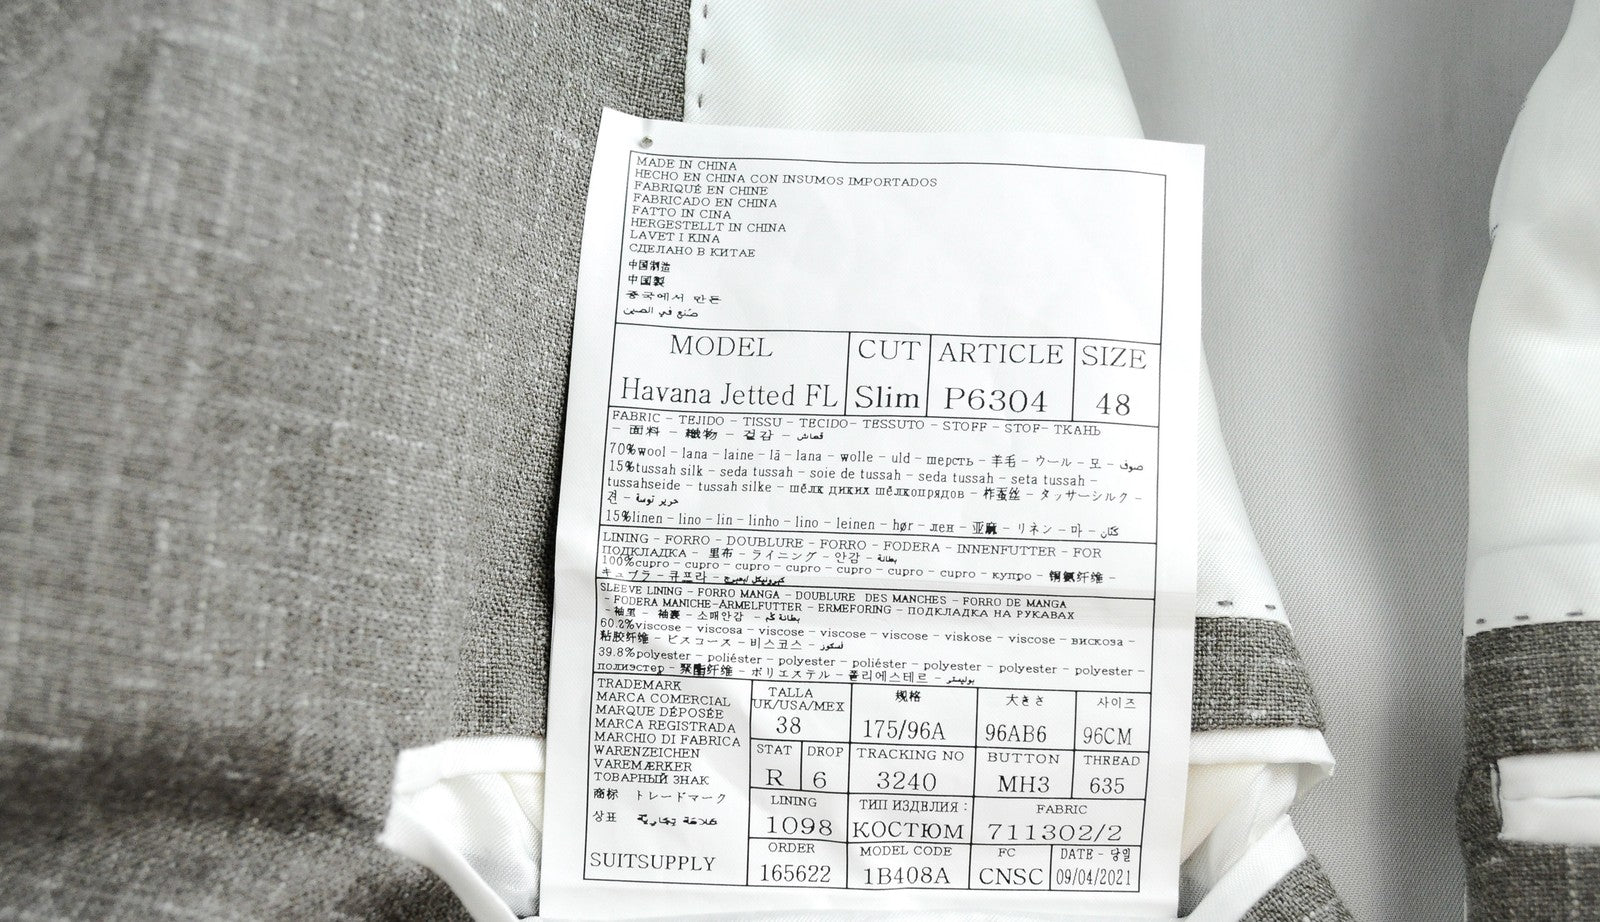 MADE IN CHINA
HECHO EN CHINA CON INSUMOS IMPORTADOS
FABRIQUÉ EN CHINE
FABRICADO EN CHINA
FATTO IN CINA
HERGESTELLT IN CHINA
LAVET I KINA
СДЕЛАНО В КИТАЕ
中国制造
中国製
중국에서 만든
صنع في الصين
MODEL CUT ARTICLE SIZE
Havana Jetted FL Slim P6304 48
FABRIC - TEJIDO - TISSU - TECIDO- TESSUTO - STOFF - STOF- ТКАНЬ
- 面料 - 織物 - 겉감 - قماش
70%wool - lana - laine - lã - lana - wolle - uld - шерсть - 羊毛 - ウール - 모 - صوف
15%tussah silk - seda tussah - soie de tussah - seda tussah - seta tussah -
tussahseide - tussah silke - шёлк диких шёлкопрядов - 柞蚕丝 - タッサーシルク -
견 - حرير توسة
15%linen - lino - lin - linho - lino - leinen - hør - лен - 亚麻 - リネン - 마 - كتان
LINING - FORRO - DOUBLURE - FORRO - FODERA - INNENFUTTER - FOR
ПОДКЛАДКА - 里布 - ライニング - 안감 - بطانة
100%cupro - cupro - cupro - cupro - cupro - cupro - cupro - купро - 铜氨纤维 -
キュプラ - 큐프라 -
SLEEVE LINING - FORRO MANGA - DOUBLURE DES MANCHES - FORRO DE MANGA
- FODERA MANICHE-ARMELFUTTER - ERMEFORING - ПОДКЛАДКА НА РУКАВАХ
- 袖里 - 袖裏 - 소매안감 - بطانة كم
60.2%viscose - viscosa - viscose - viscose - viscose - viskose - viscose - вискоза -
粘胶纤维 - ビスコース - 비스코스 - فسكوز
39.8%polyester - poliéster - polyester - poliéster - polyester - polyester - polyester -
полиэстер - 聚酯纤维 - ポリエステル - 폴리에스테르 - بوليستر
TRADEMARK
MARCA COMERCIAL
MARQUE DÉPOSÉE
MARCA REGISTRADA
MARCHIO DI FABRICA
WARENZEICHEN
VAREMÆRKER
ТОВАРНЫЙ ЗНАК
商标 トレードマーク
상표 علامة تجارية
SUITSUPPLY
TALLA
UK/USA/MEX 规格 大きさ 사이즈
38 175/96A 96AB6 96CM
STAT DROP TRACKING NO BUTTON THREAD
R 6 3240 MH3 635
LINING ТИП ИЗДЕЛИЯ: FABRIC
1098 КОСТЮМ 711302/2
ORDER MODEL CODE FC DATE - 당일
165622 1B408A CNSC 09/04/2021